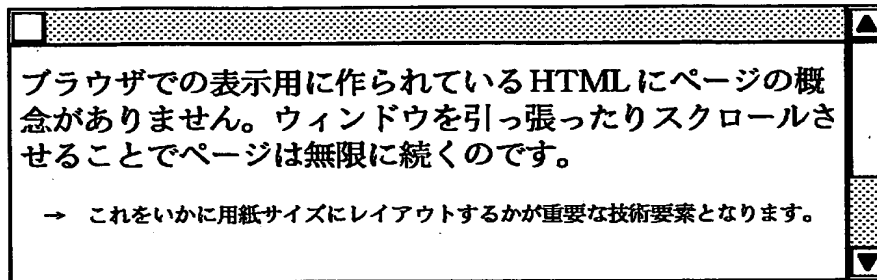 ブラウザでの表示用に作られているHTMLにページの概
念がありません。ウィンドウを引っ張ったりスクロールさ
せることでページは無限に続くのです。
→ これをいかに用紙サイズにレイアウトするかが重要な技術要素となります。